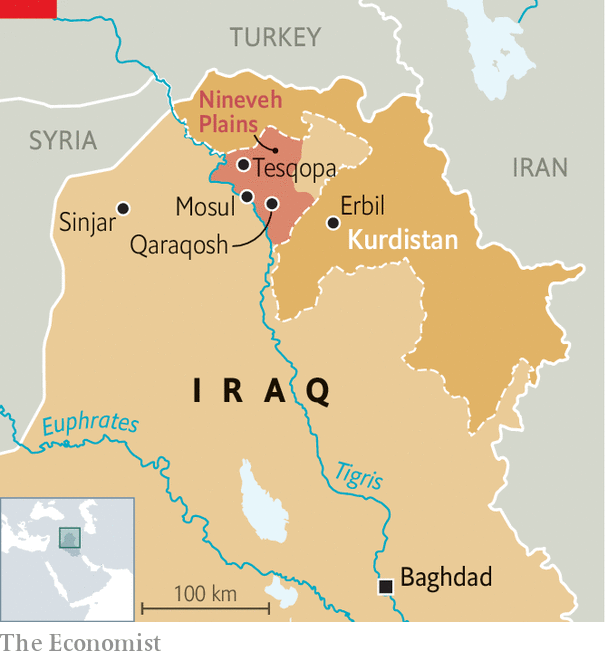 TURKEY
Nineveh
Plains
SYRIA
Tesqopa
IRAN
Mosul
Erbil
Sinjar
Qaraqosh
Kurdistan
IRAQ
Euphrates
Tigris
100 km
Baghdad
The Economist